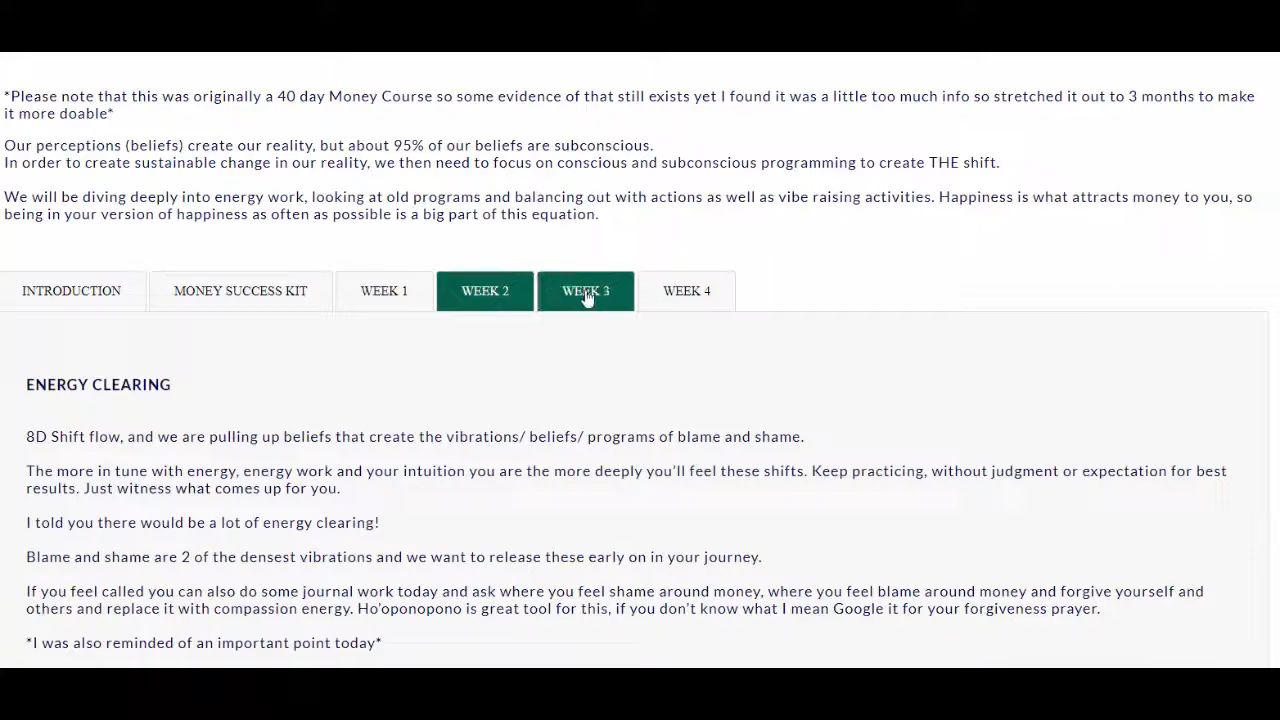 *Please note that this was originally a 40 day Money Course so some evidence of that still exists yet I found it was a little too much info so stretched it out to 3 months to make
it more doable*
Our perceptions (beliefs) create our reality, but about 95% of our beliefs are subconscious.
In order to create sustainable change in our reality, we then need to focus on conscious and subconscious programming to create THE shift.
We will be diving deeply into energy work, looking at old programs and balancing out with actions as well as vibe raising activities. Happiness is what attracts money to you, so
being in your version of happiness as often as possible is a big part of this equation.
INTRODUCTION MONEY SUCCESS KIT WEEK 1 WEEK 2 WEEK 3 WEEK 4
ENERGY CLEARING
8D Shift flow, and we are pulling up beliefs that create the vibrations/ beliefs/ programs of blame and shame.
The more in tune with energy, energy work and your intuition you are the more deeply you’ll feel these shifts. Keep practicing, without judgment or expectation for best
results. Just witness what comes up for you.
I told you there would be a lot of energy clearing!
Blame and shame are 2 of the densest vibrations and we want to release these early on in your journey.
If you feel called you can also do some journal work today and ask where you feel shame around money, where you feel blame around money and forgive yourself and
others and replace it with compassion energy. Ho’oponopono is great tool for this, if you don’t know what I mean Google it for your forgiveness prayer.
*I was also reminded of an important point today*